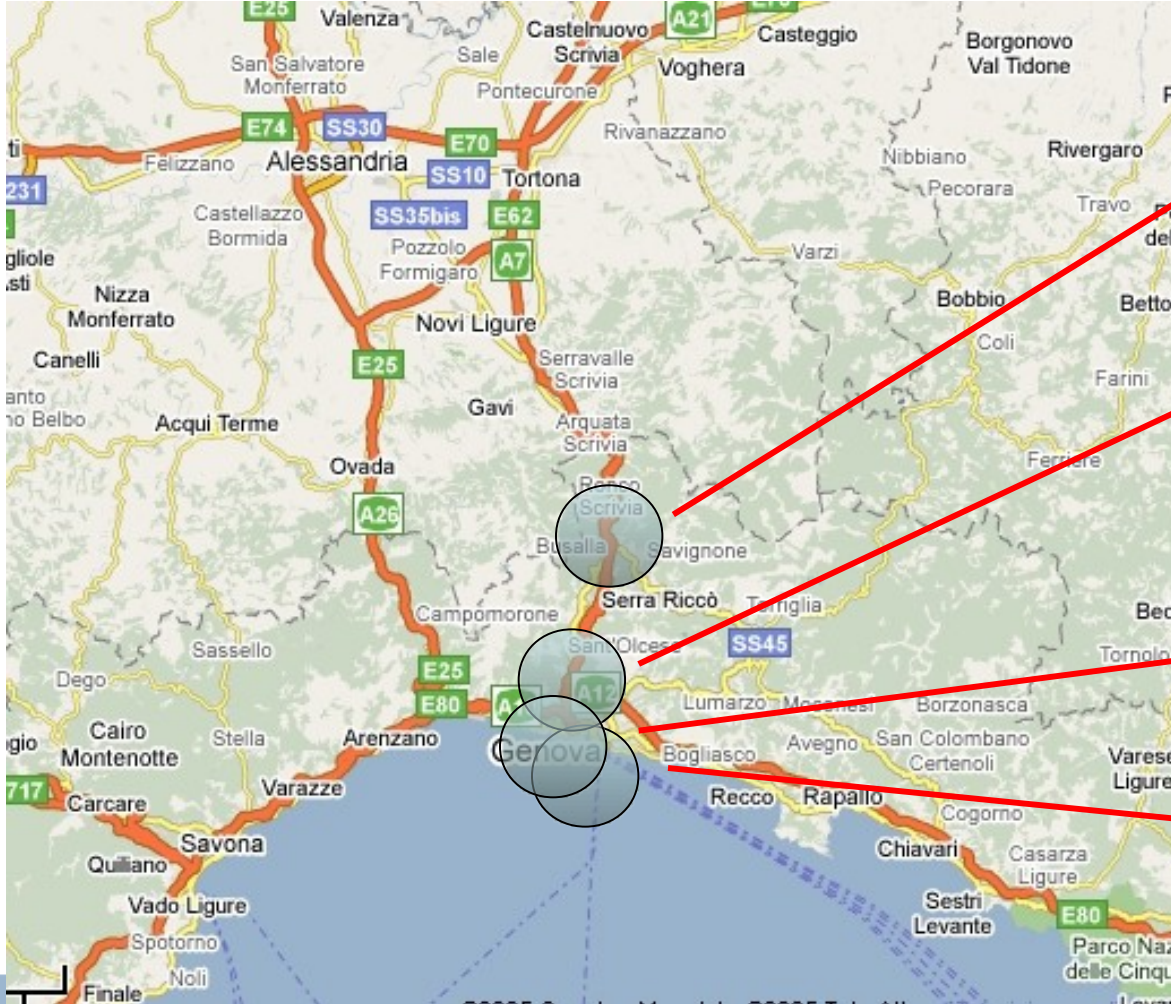 E25
Valenza
Castelnuovo
Scrivia
A21
Casteggio
Borgonovo
Val Tidone
San Salvatore
Monferrato
Sale
Voghera
Pontecurone
E74
SS30
E70
Rivanazzano
Felizzano
Alessandria
SS10
Tortona
Nibbiano
Rivergaro
Pecorara
231
Castellazzo
Bormida
SS35bis
E62
Travo
Pozzolo
Formigaro
A7
Varzi
Nizza
Monferrato
Novi Ligure
Bobbio
Coli
Canelli
E25
Serravalle
Scrivia
Farini
Gavi
Acqui Terme
Arquata
Scrivia
Ovada
Ferriere
Ronco
Scrivia
A26
Busalla
Savignone
Serra Riccò
Torriglia
Campomorone
Sassello
Sant'Olcese
SS45
Dego
E25
E80
A12
Lumarzo
Borzonasca
Cairo
Montenotte
Stella
Arenzano
Genova
Bogliasco
Avegno
San Colombano
Certenoli
Varese
Ligure
717
Carcare
Varazze
Recco
Rapallo
Cogorno
Savona
Quiliano
Chiavari
Casarza
Ligure
Vado Ligure
Sestri
Levante
E80
Spotorno
Noli
Finale
delle Cinqu